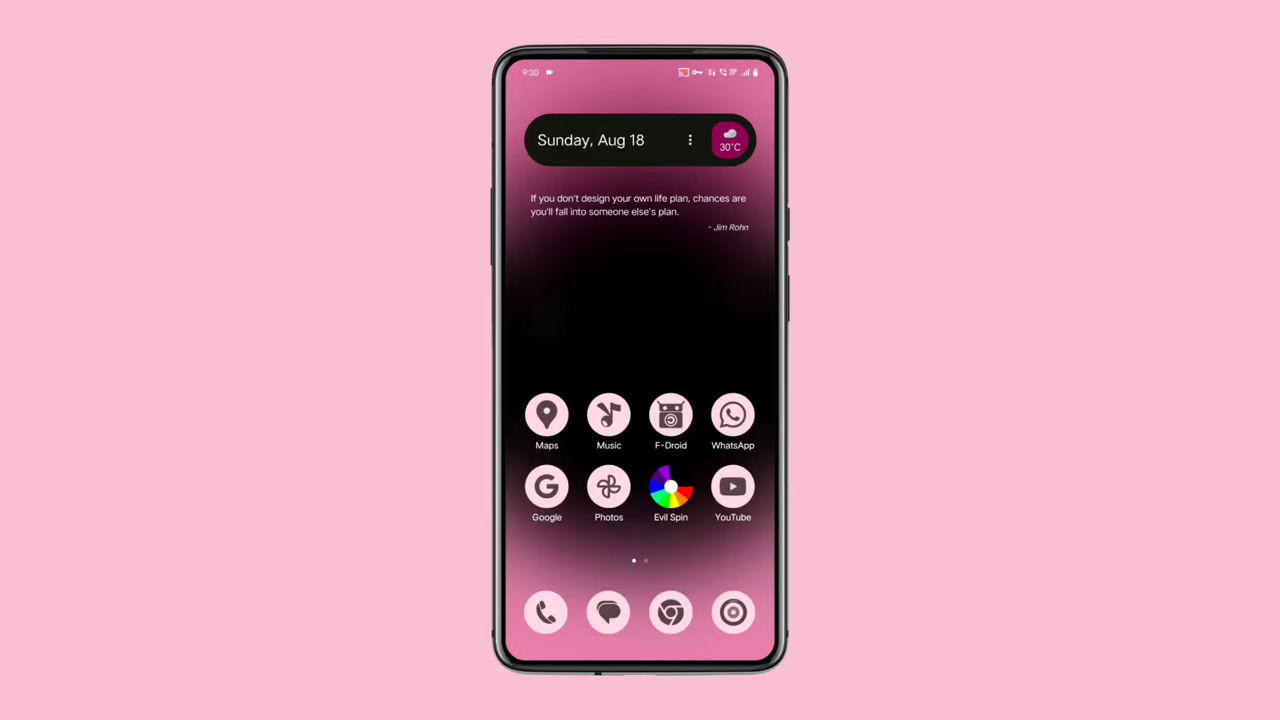 9:30
Sunday, Aug 18
30°C
If you don't design your own life plan, chances are
you'll fall into someone else's plan.
- Jim Rohn
Maps Music F-Droid WhatsApp
Google Photos Evil Spin YouTube